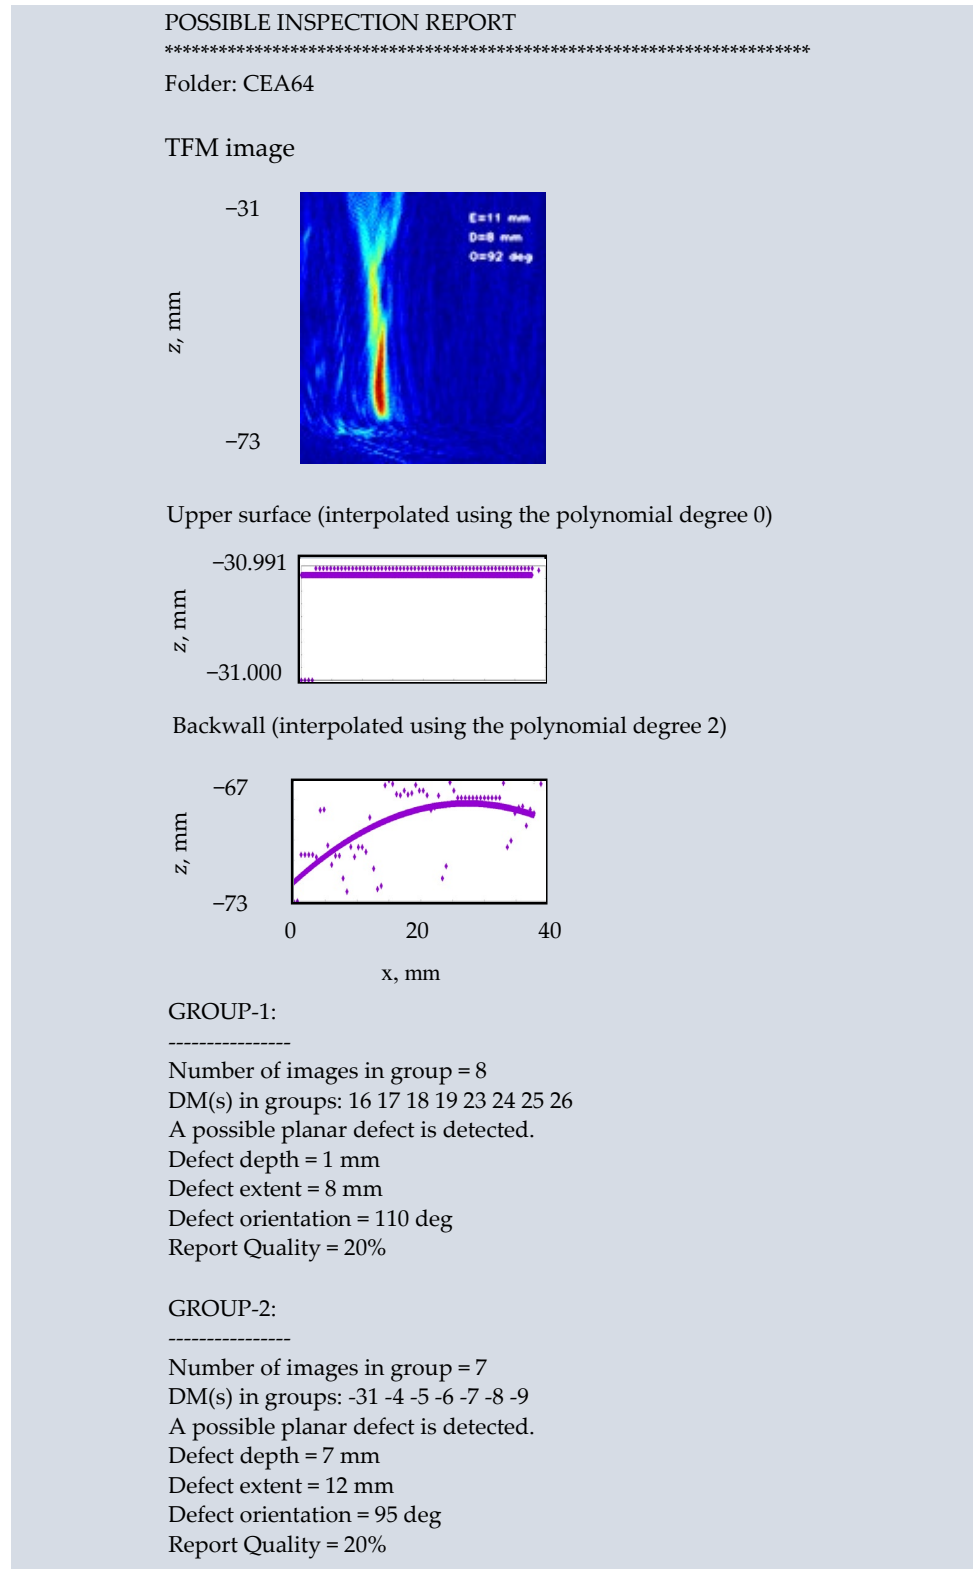 POSSIBLE INSPECTION REPORT
************************************************************************
Folder: CEA64
TFM image
−31
E=11 mm
D=8 mm
O=92 deg
z, mm
−73
Upper surface (interpolated using the polynomial degree 0)
−30.991
z, mm
−31.000
Backwall (interpolated using the polynomial degree 2)
−67
z, mm
−73
0 20 40
x, mm
GROUP-1:
----------------
Number of images in group = 8
DM(s) in groups: 16 17 18 19 23 24 25 26
A possible planar defect is detected.
Defect depth = 1 mm
Defect extent = 8 mm
Defect orientation = 110 deg
Report Quality = 20%
GROUP-2:
----------------
Number of images in group = 7
DM(s) in groups: -31 -4 -5 -6 -7 -8 -9
A possible planar defect is detected.
Defect depth = 7 mm
Defect extent = 12 mm
Defect orientation = 95 deg
Report Quality = 20%